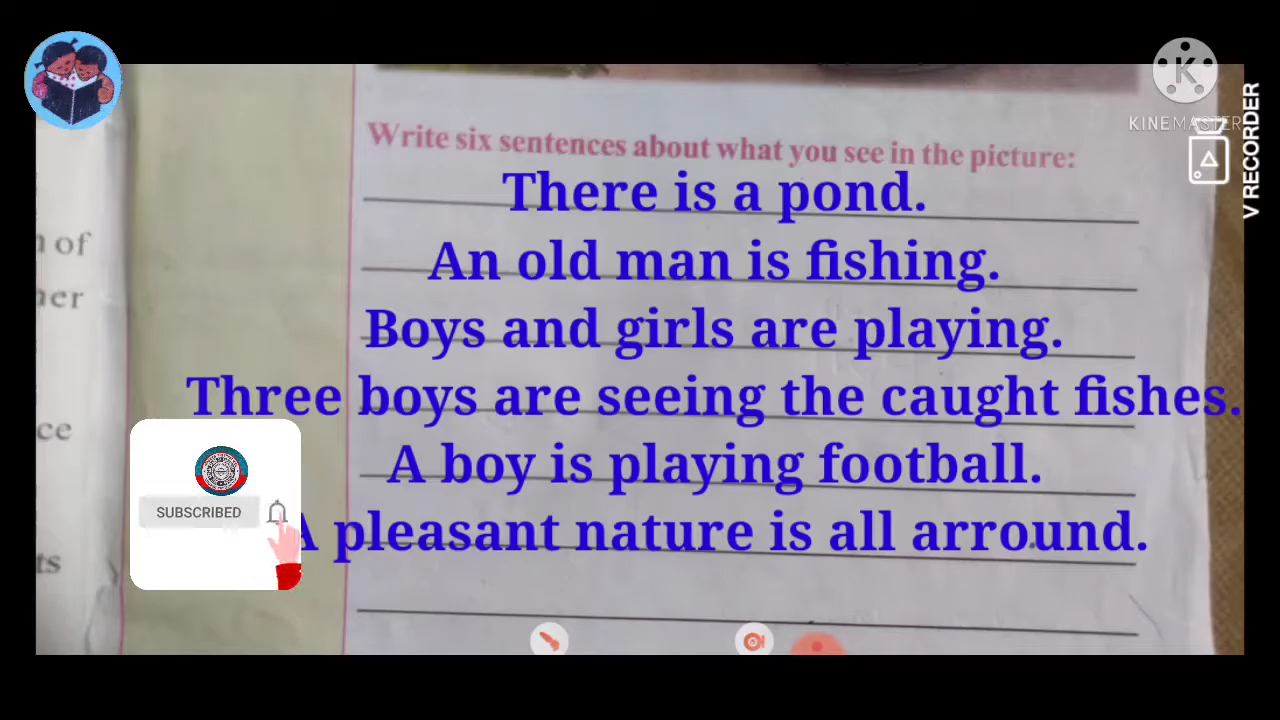 KINEMASTER
V RECORDER
Write six sentences about what you see in the picture:
There is a pond.
An old man is fishing.
Boys and girls are playing.
Three boys are seeing the caught fishes.
A boy is playing football.
A pleasant nature is all arround.
of
ce
SUBSCRIBED